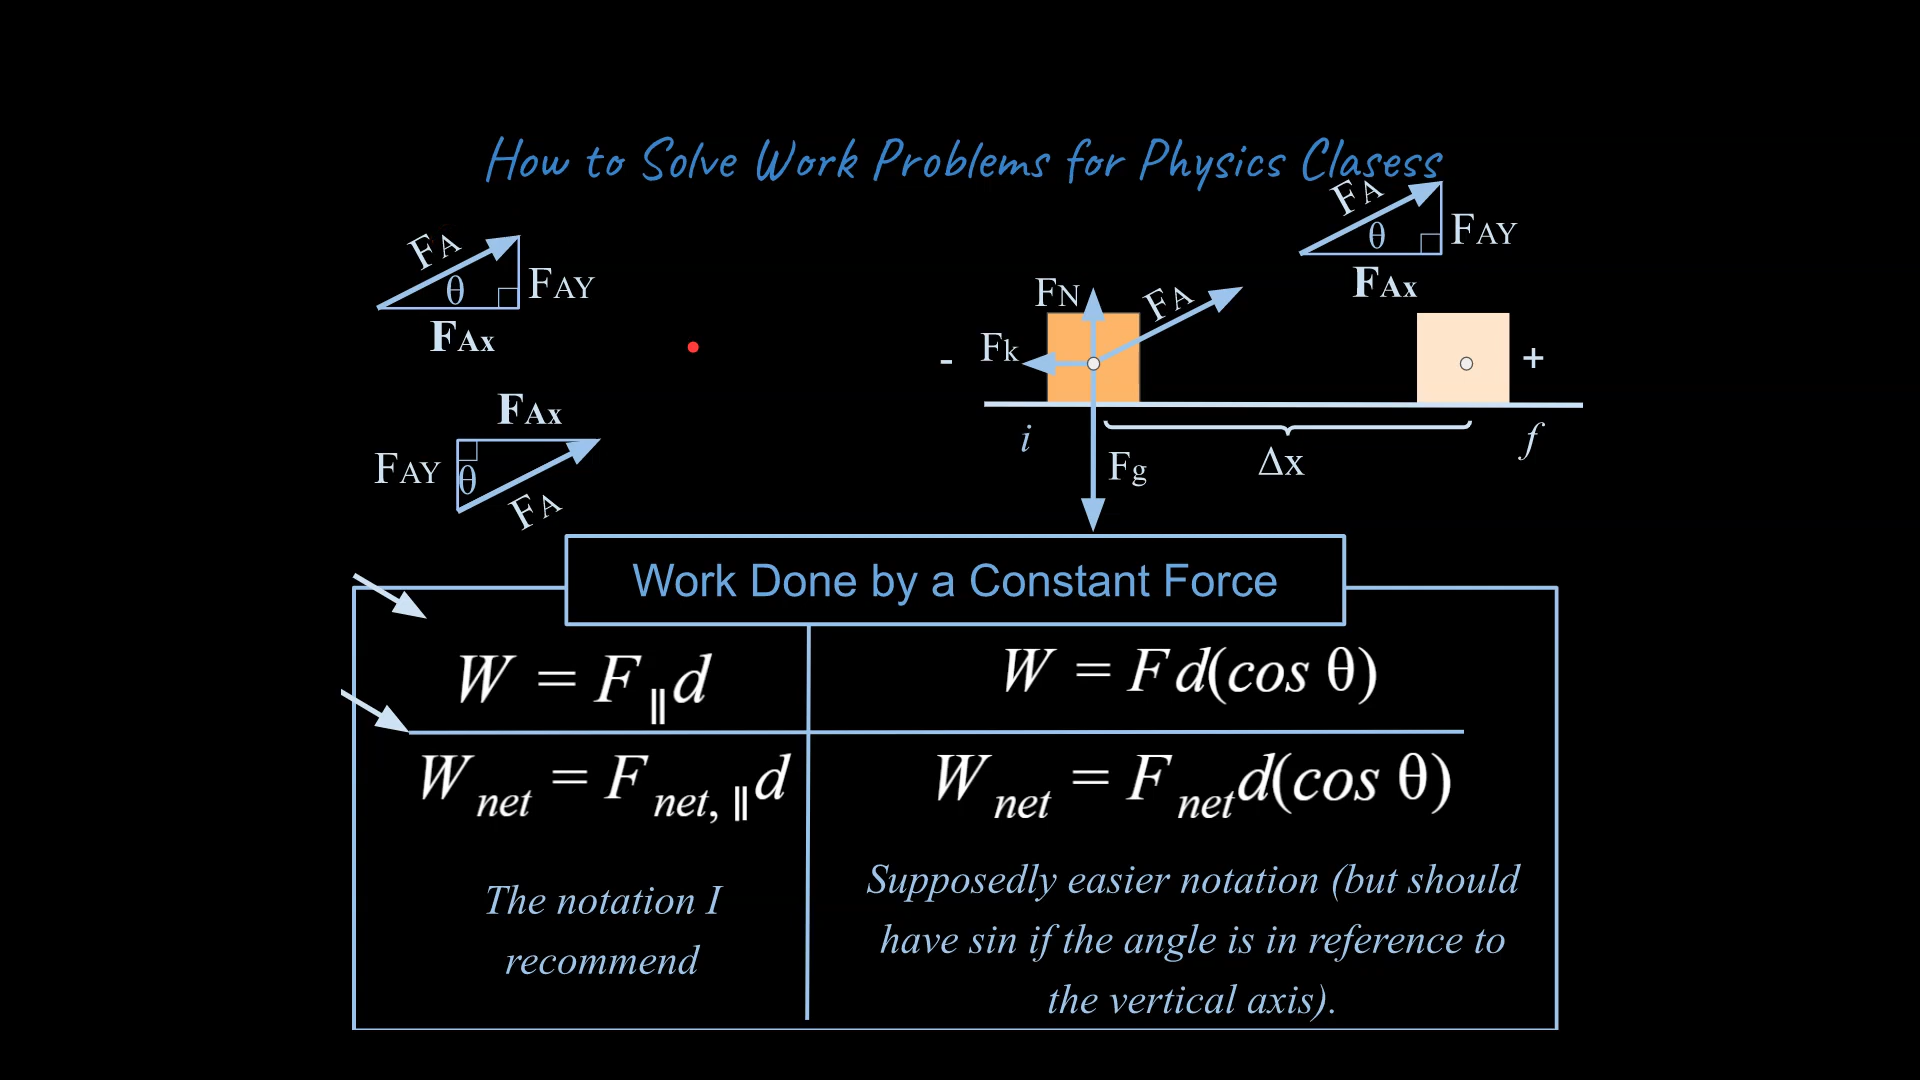 How to Solve Work Problems for Physics Clasess
FA
θ
FAY
FAx
FAx
FAY
θ
FA
FA
θ
FAY
FAx
FN
FA
-
Fk
+
i
Fg
Δx
f
Work Done by a Constant Force
W = F∥d
W = Fd(cos θ)
Wnet = Fnet, ∥d
Wnet = Fnetd(cos θ)
The notation I
recommend
Supposedly easier notation (but should
have sin if the angle is in reference to
the vertical axis).